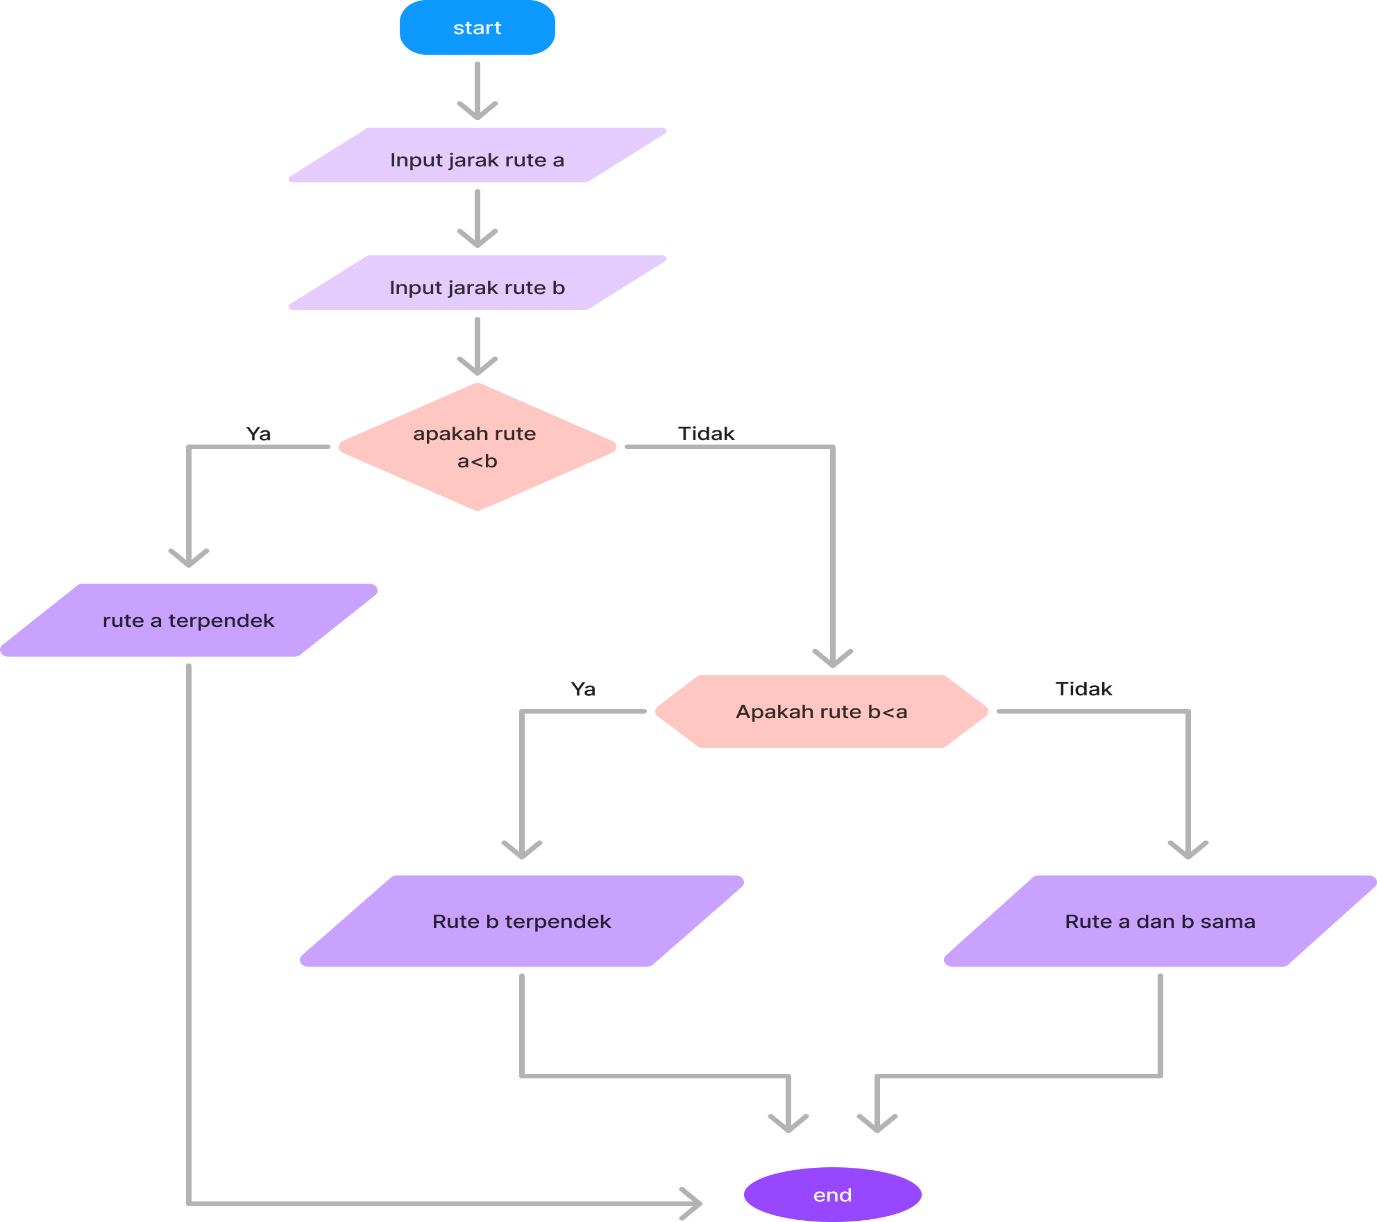 start
Input jarak rute a
Input jarak rute b
apakah rute
a<b
Ya
Tidak
rute a terpendek
Apakah rute b<a
Ya
Tidak
Rute b terpendek
Rute a dan b sama
end